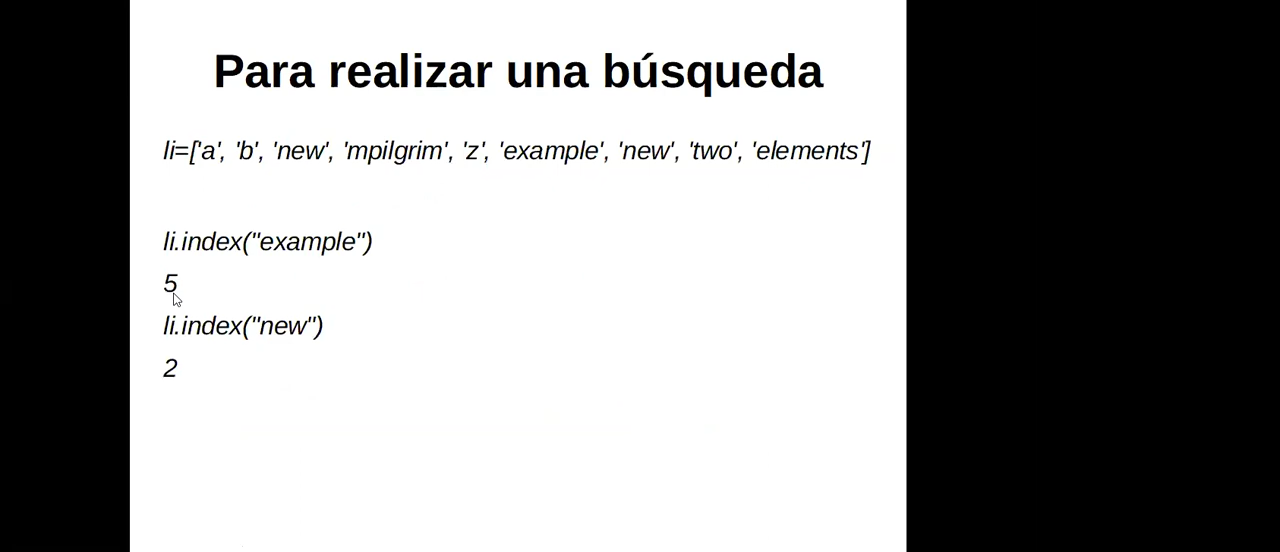 Para realizar una búsqueda
li=['a', 'b', 'new', 'mpilgrim', 'z', 'example', 'new', 'two', 'elements']
li.index("example")
5
li.index("new")
2